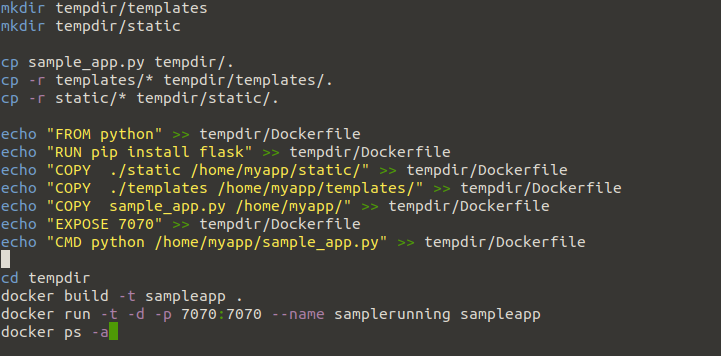 mkdir tempdir/templates
mkdir tempdir/static
cp sample_app.py tempdir/.
cp -r templates/* tempdir/templates/.
cp -r static/* tempdir/static/.
echo "FROM python" >> tempdir/Dockerfile
echo "RUN pip install flask" >> tempdir/Dockerfile
echo "COPY  ./static /home/myapp/static/" >> tempdir/Dockerfile
echo "COPY  ./templates /home/myapp/templates/" >> tempdir/Dockerfile
echo "COPY  sample_app.py /home/myapp/" >> tempdir/Dockerfile
echo "EXPOSE 7070" >> tempdir/Dockerfile
echo "CMD python /home/myapp/sample_app.py" >> tempdir/Dockerfile
cd tempdir
docker build -t sampleapp .
docker run -t -d -p 7070:7070 --name samplerunning sampleapp
docker ps -a